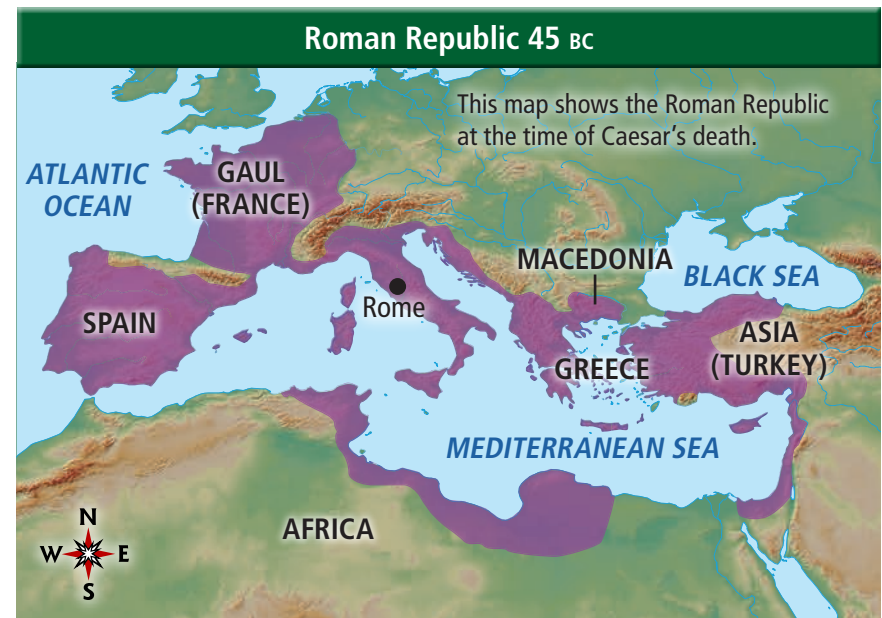 Roman Republic 45 BC
This map shows the Roman Republic
at the time of Caesar's death.
ATLANTIC
OCEAN
GAUL
(FRANCE)
MACEDONIA
BLACK SEA
Rome
SPAIN
ASIA
(TURKEY)
GREECE
MEDITERRANEAN SEA
AFRICA
N
W
E
S